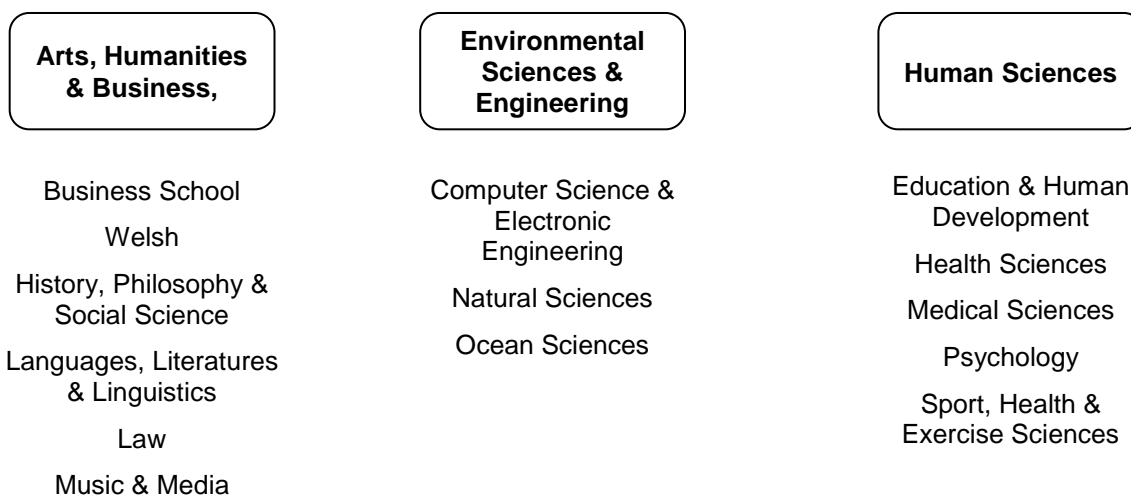 Arts, Humanities
& Business,
Business School
Welsh
History, Philosophy &
Social Science
Languages, Literatures
& Linguistics
Law
Music & Media
Environmental
Sciences &
Engineering
Computer Science &
Electronic
Engineering
Natural Sciences
Ocean Sciences
Human Sciences
Education & Human
Development
Health Sciences
Medical Sciences
Psychology
Sport, Health &
Exercise Sciences